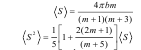 ⟨S⟩ = 4πbm / (m+1)(m+3)
⟨S²⟩ = 1/5 [1 + 2(2m+1) / (m+5)] ⟨S⟩